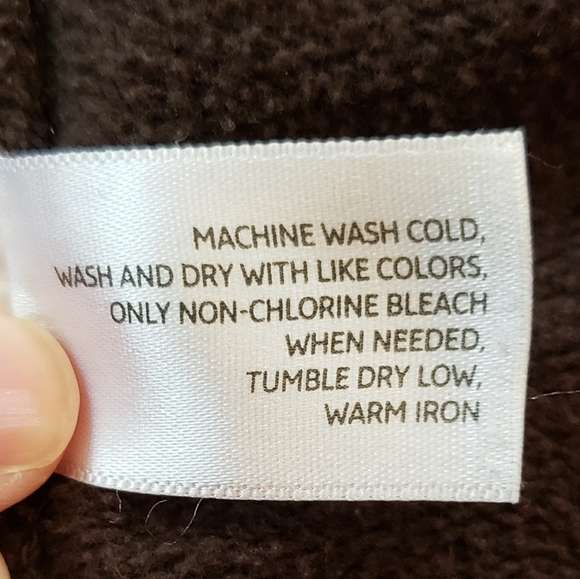 MACHINE WASH COLD,
WASH AND DRY WITH LIKE COLORS,
ONLY NON-CHLORINE BLEACH
WHEN NEEDED,
TUMBLE DRY LOW,
WARM IRON